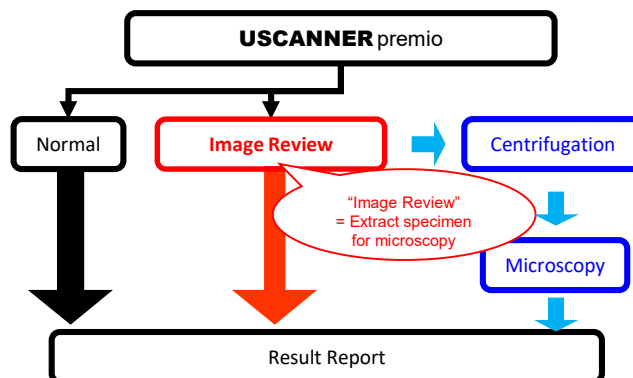 USCANNER premio
Normal
Image Review
Centrifugation
“Image Review”
= Extract specimen
for microscopy
Microscopy
Result Report